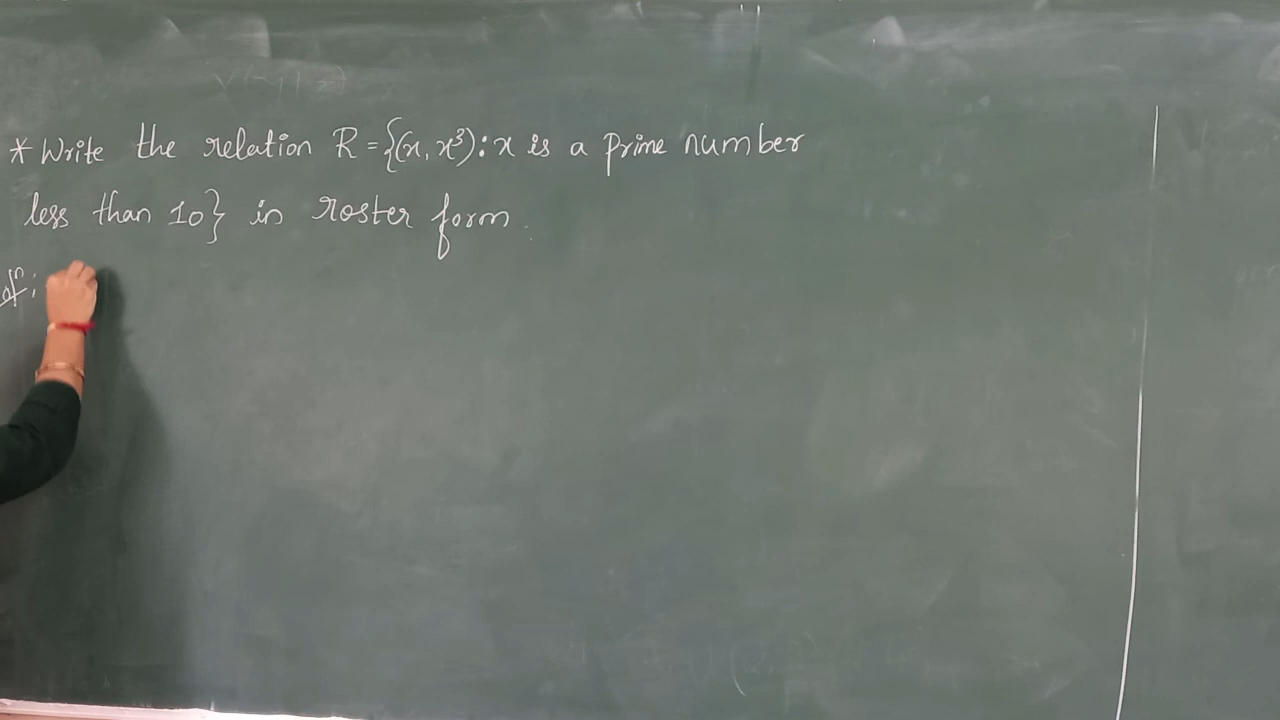 * Write the relation R = {(x, x³) : x is a prime number
less than 10} in roster form.